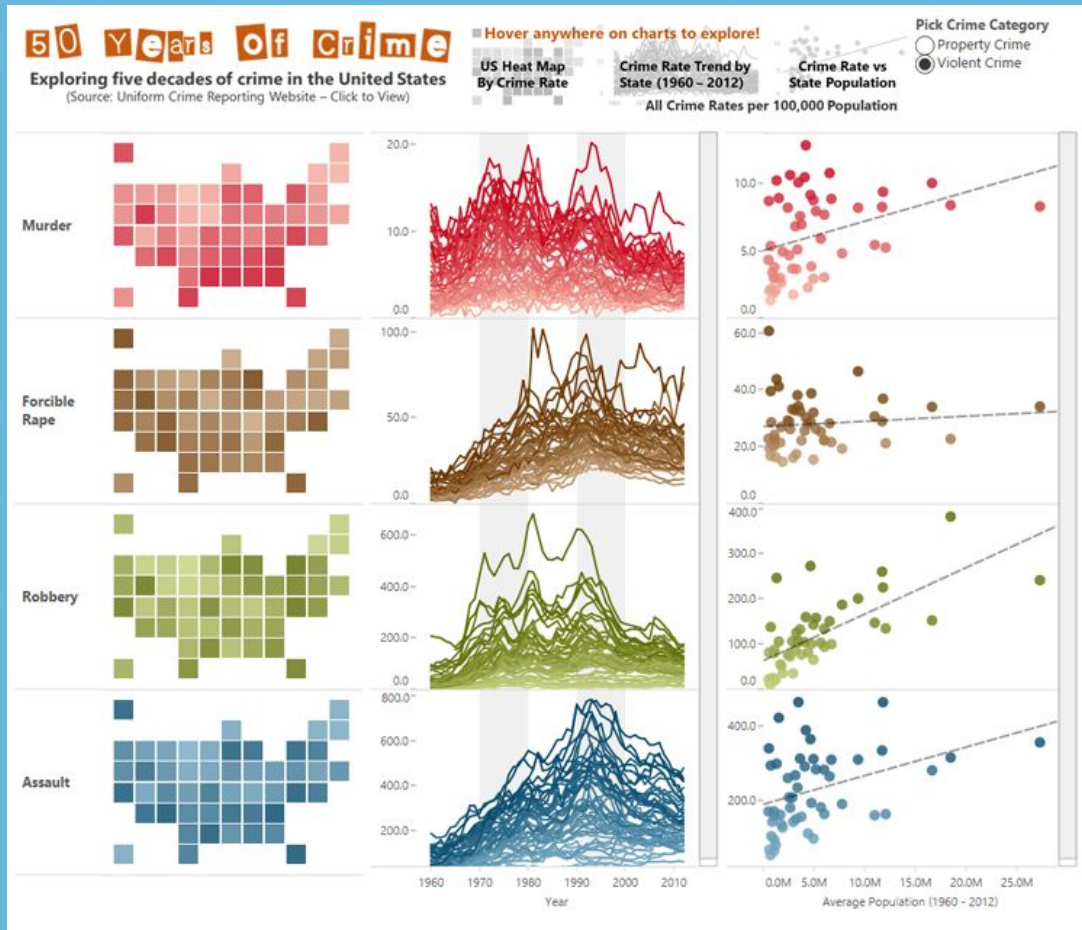 50 Years of Crime
Exploring five decades of crime in the United States
(Source: Uniform Crime Reporting Website – Click to View)
Hover anywhere on charts to explore!
US Heat Map
By Crime Rate
Crime Rate Trend by
State (1960 – 2012)
Crime Rate vs
State Population
All Crime Rates per 100,000 Population
Pick Crime Category
Property Crime
Violent Crime
Murder
20.0
10.0
0.0
10.0
5.0
0.0
Forcible
Rape
100.0
50.0
0.0
60.0
40.0
20.0
0.0
Robbery
600.0
400.0
200.0
0.0
400.0
300.0
200.0
100.0
0.0
Assault
800.0
600.0
400.0
200.0
400.0
200.0
1960 1970 1980 1990 2000 2010
Year
0.0M 5.0M 10.0M 15.0M 20.0M 25.0M
Average Population (1960 - 2012)